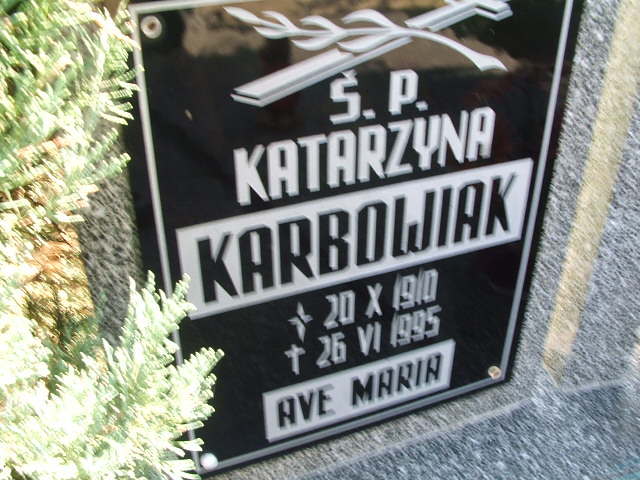 Ś. P.
KATARZYNA
KARBOWIAK
20 X 1910
26 VI 1995
AVE MARIA